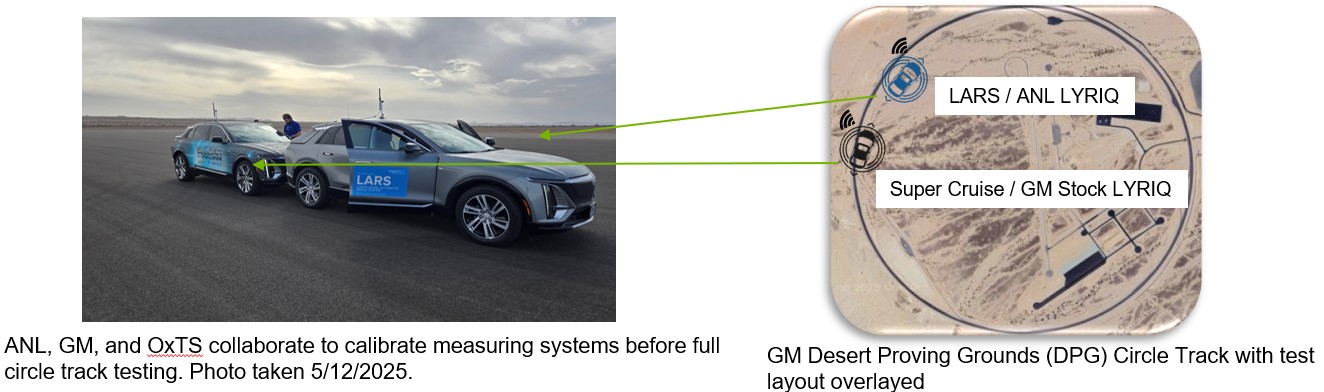 LARS
LARS / ANL LYRIQ
Super Cruise / GM Stock LYRIQ
ANL, GM, and OxTS collaborate to calibrate measuring systems before full
circle track testing. Photo taken 5/12/2025.
GM Desert Proving Grounds (DPG) Circle Track with test
layout overlayed